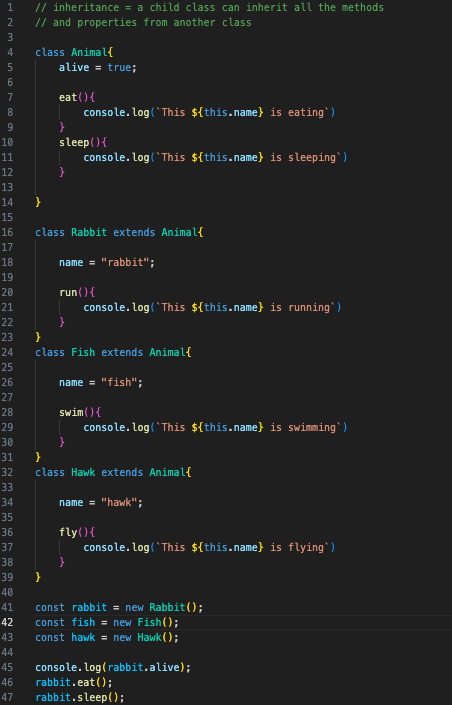 1 // inheritance = a child class can inherit all the methods
2 // and properties from another class
3
4 class Animal{
5 alive = true;
6
7 eat(){
8 console.log(`This ${this.name} is eating`)
9 }
10 sleep(){
11 console.log(`This ${this.name} is sleeping`)
12 }
13
14 }
15
16 class Rabbit extends Animal{
17
18 name = "rabbit";
19
20 run(){
21 console.log(`This ${this.name} is running`)
22 }
23 }
24 class Fish extends Animal{
25
26 name = "fish";
27
28 swim(){
29 console.log(`This ${this.name} is swimming`)
30 }
31 }
32 class Hawk extends Animal{
33
34 name = "hawk";
35
36 fly(){
37 console.log(`This ${this.name} is flying`)
38 }
39 }
40
41 const rabbit = new Rabbit();
42 const fish = new Fish();
43 const hawk = new Hawk();
44
45 console.log(rabbit.alive);
46 rabbit.eat();
47 rabbit.sleep();